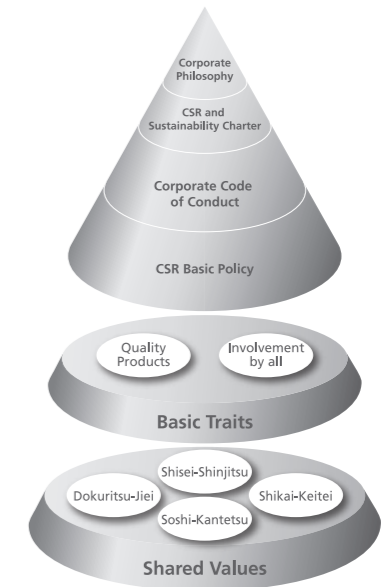 Corporate
Philosophy
CSR and
Sustainability Charter
Corporate Code
of Conduct
CSR Basic Policy
Quality
Products
Involvement
by all
Basic Traits
Shisei-Shinjitsu
Dokuritsu-Jiei
Shikai-Keitei
Soshi-Kantetsu
Shared Values